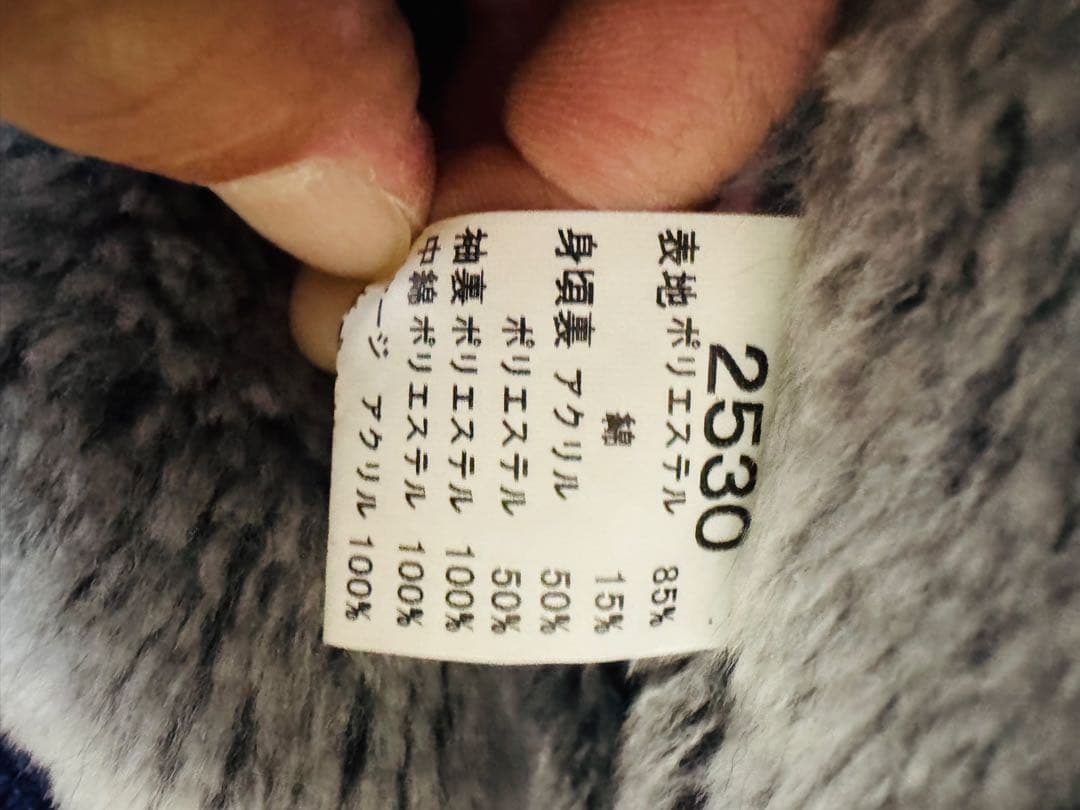 2530
表地 ポリエステル 85%
綿 15%
身頃裏 アクリル 50%
ポリエステル 50%
袖裏 ポリエステル 100%
中綿 ポリエステル 100%
ージ アクリル 100%